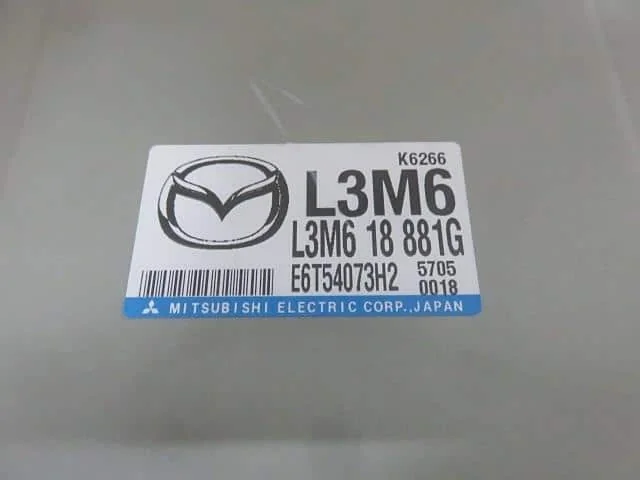 K6266
L3M6
L3M6 18 881G
E6T54073H2 5705
0018
MITSUBISHI ELECTRIC CORP.,JAPAN